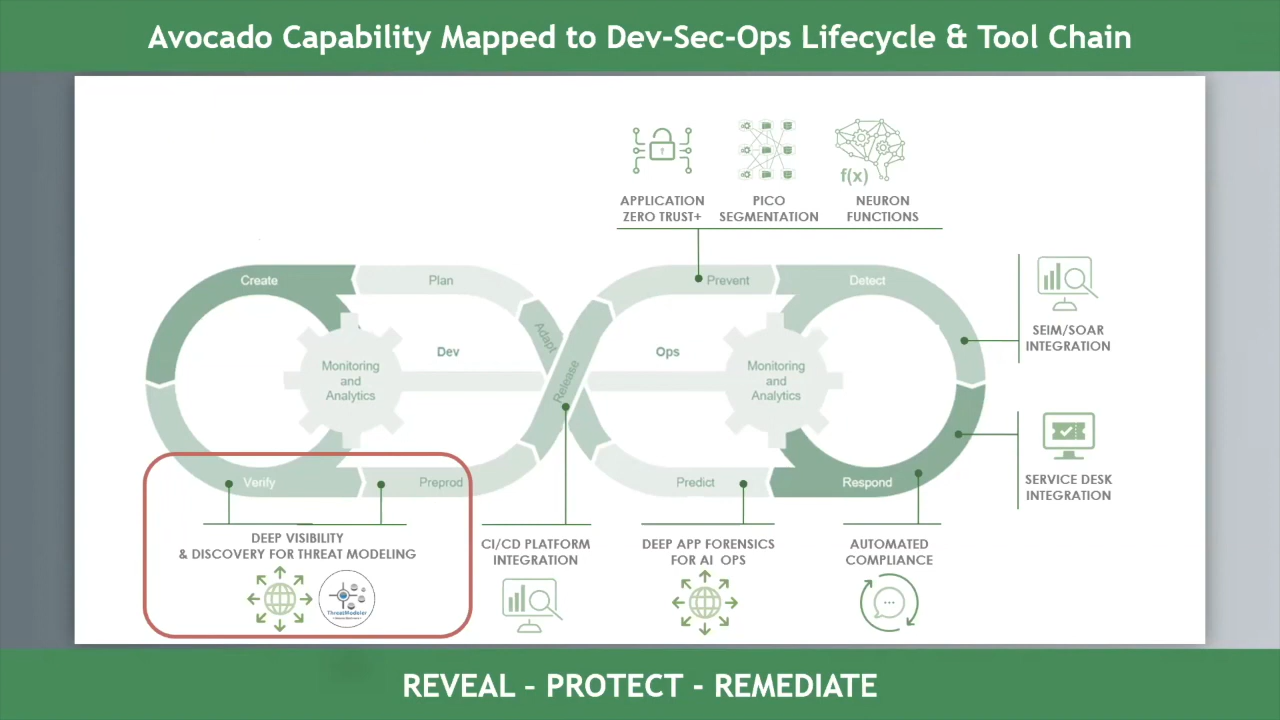 Avocado Capability Mapped to Dev-Sec-Ops Lifecycle & Tool Chain
f(x)
APPLICATION
ZERO TRUST+
PICO
SEGMENTATION
NEURON
FUNCTIONS
Create
Plan
Prevent
Detect
SEIM/SOAR
INTEGRATION
Adapt
Release
Dev
Ops
Monitoring
and
Analytics
Monitoring
and
Analytics
Verify
Preprod
Predict
Respond
SERVICE DESK
INTEGRATION
DEEP VISIBILITY
& DISCOVERY FOR THREAT MODELING
CI/CD PLATFORM
INTEGRATION
DEEP APP FORENSICS
FOR AI OPS
AUTOMATED
COMPLIANCE
ThreatModeler
REVEAL – PROTECT - REMEDIATE